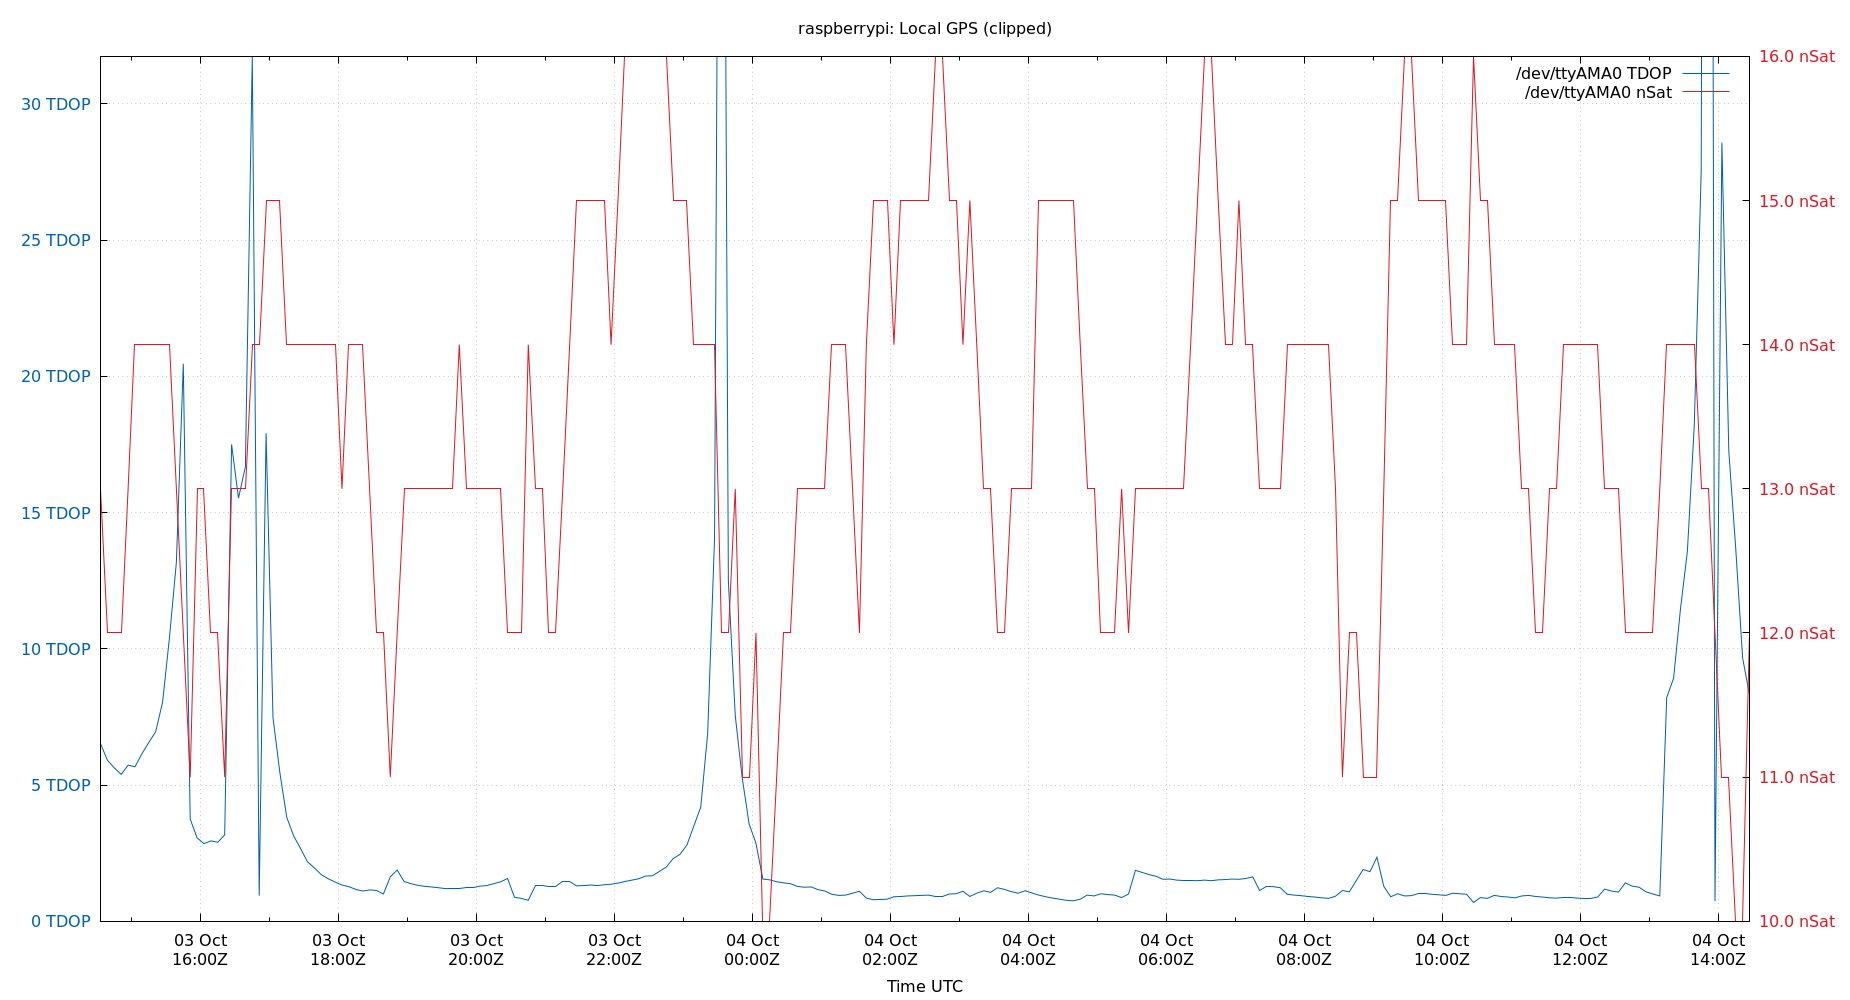 raspberrypi: Local GPS (clipped)
/dev/ttyAMA0 TDOP
/dev/ttyAMA0 nSat
30 TDOP
25 TDOP
20 TDOP
15 TDOP
10 TDOP
5 TDOP
0 TDOP
16.0 nSat
15.0 nSat
14.0 nSat
13.0 nSat
12.0 nSat
11.0 nSat
10.0 nSat
03 Oct
16:00Z
03 Oct
18:00Z
03 Oct
20:00Z
03 Oct
22:00Z
04 Oct
00:00Z
04 Oct
02:00Z
04 Oct
04:00Z
04 Oct
06:00Z
04 Oct
08:00Z
04 Oct
10:00Z
04 Oct
12:00Z
04 Oct
14:00Z
Time UTC